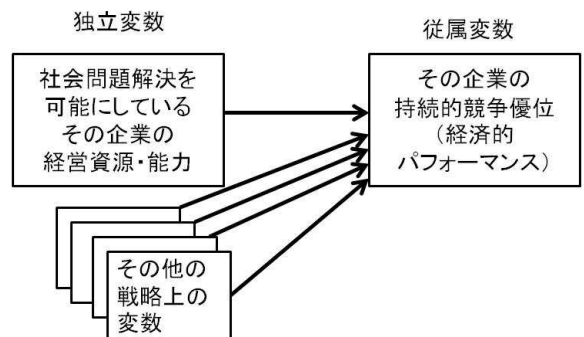 独立変数
従属変数
社会問題解決を
可能にしている
その企業の
経営資源・能力
その企業の
持続的競争優位
(経済的
パフォーマンス)
その他の
戦略上の
変数